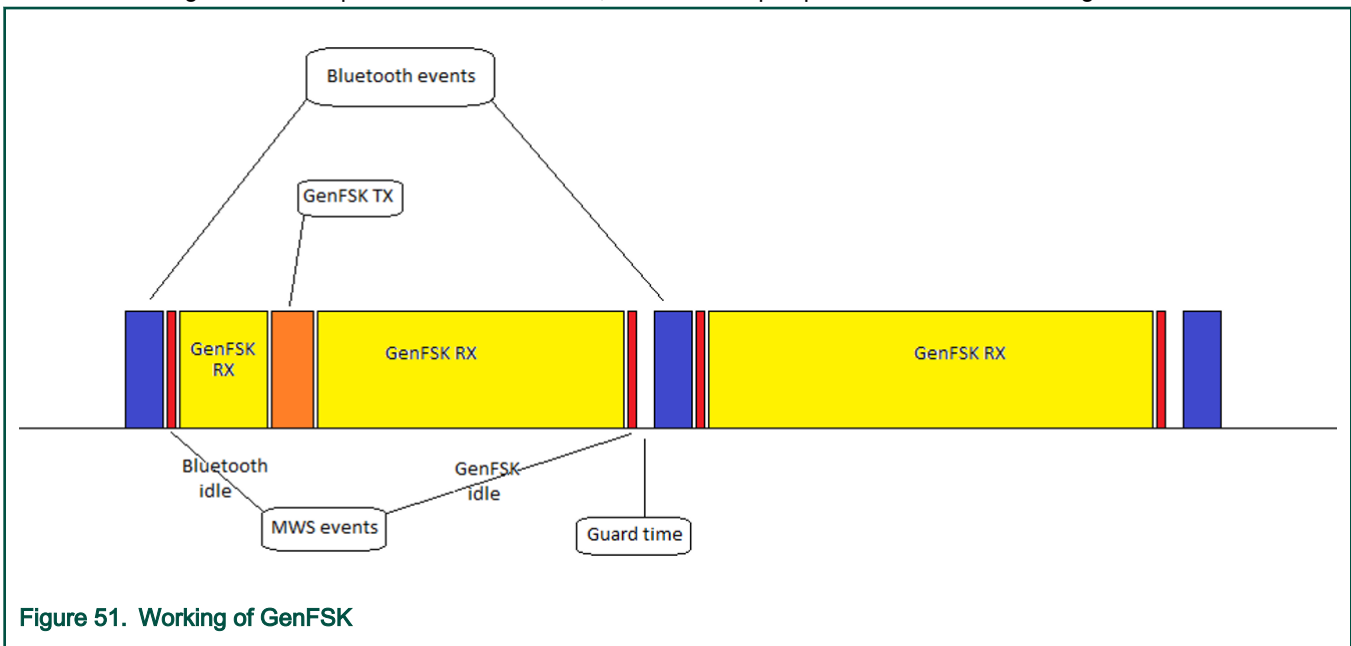 Bluetooth events
GenFSK TX
GenFSK
RX
GenFSK RX
GenFSK RX
Bluetooth
idle
GenFSK
idle
MWS events
Guard time
Figure 51. Working of GenFSK